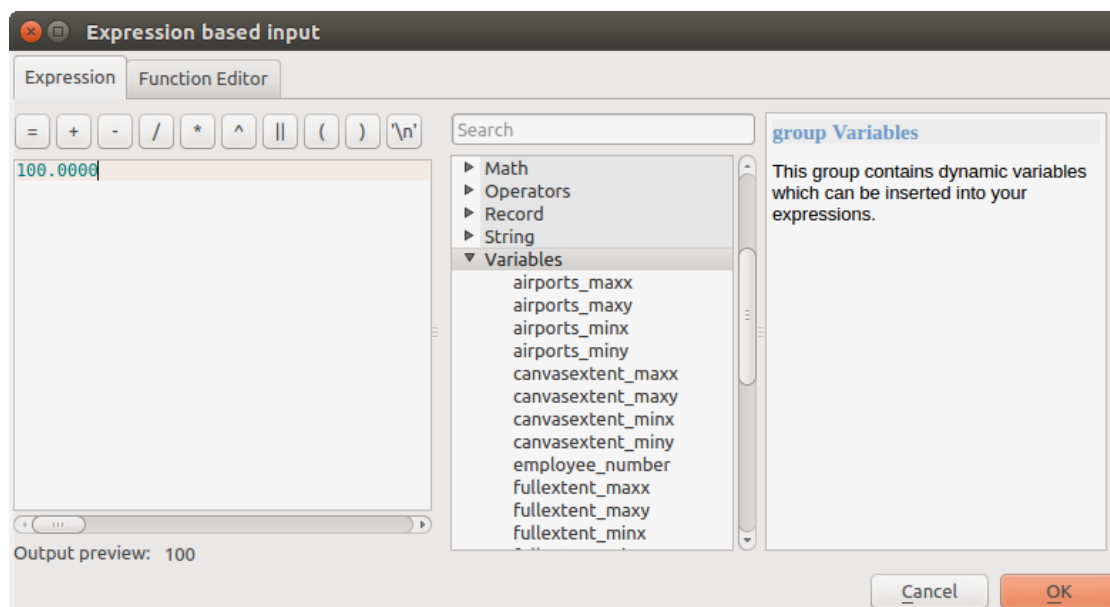 Expression based input
Expression
Function Editor
= + - / * ^ || ( ) '\n'
100.0000
Output preview: 100
Search
Math
Operators
Record
String
Variables
airports_maxx
airports_maxy
airports_minx
airports_miny
canvasextent_maxx
canvasextent_maxy
canvasextent_minx
canvasextent_miny
employee_number
fullextent_maxx
fullextent_maxy
fullextent_minx
group Variables
This group contains dynamic variables
which can be inserted into your
expressions.
Cancel
OK